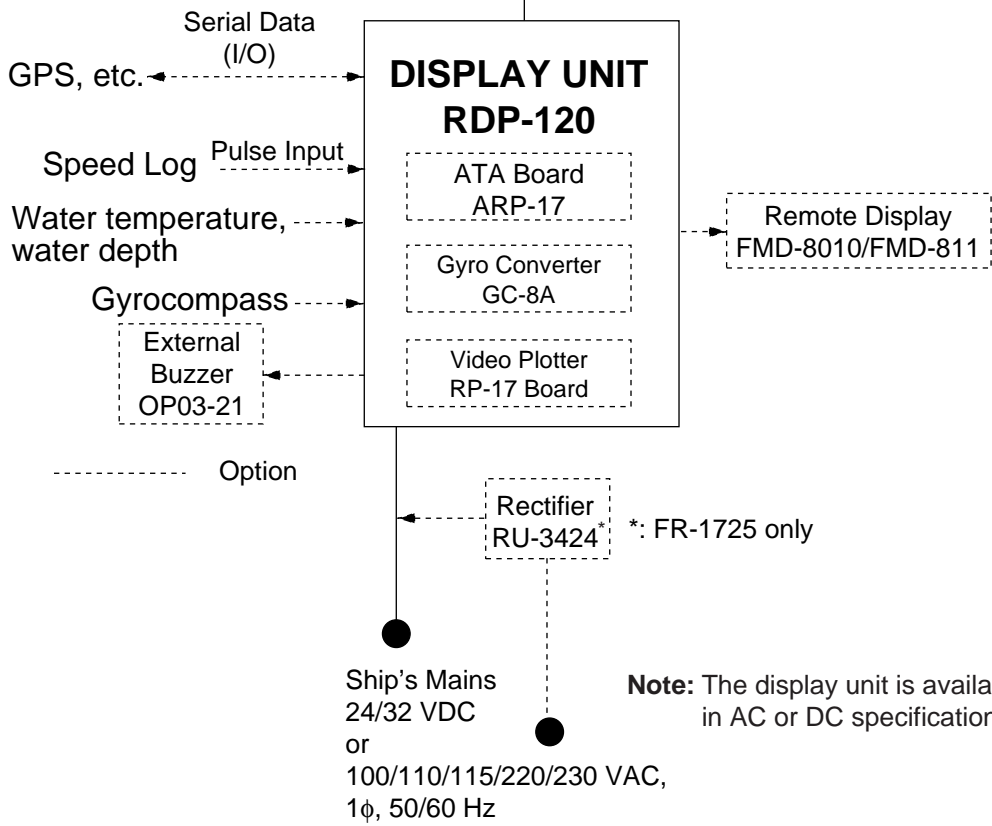 Serial Data
(I/O)
GPS, etc.
DISPLAY UNIT
RDP-120
Speed Log
Pulse Input
ATA Board
ARP-17
Water temperature,
water depth
Remote Display
FMD-8010/FMD-811
Gyro Converter
GC-8A
Gyrocompass
External
Buzzer
OP03-21
Video Plotter
RP-17 Board
Option
Rectifier
RU-3424*
*: FR-1725 only
Ship's Mains
24/32 VDC
or
100/110/115/220/230 VAC,
1ϕ, 50/60 Hz
Note: The display unit is availa
in AC or DC specification